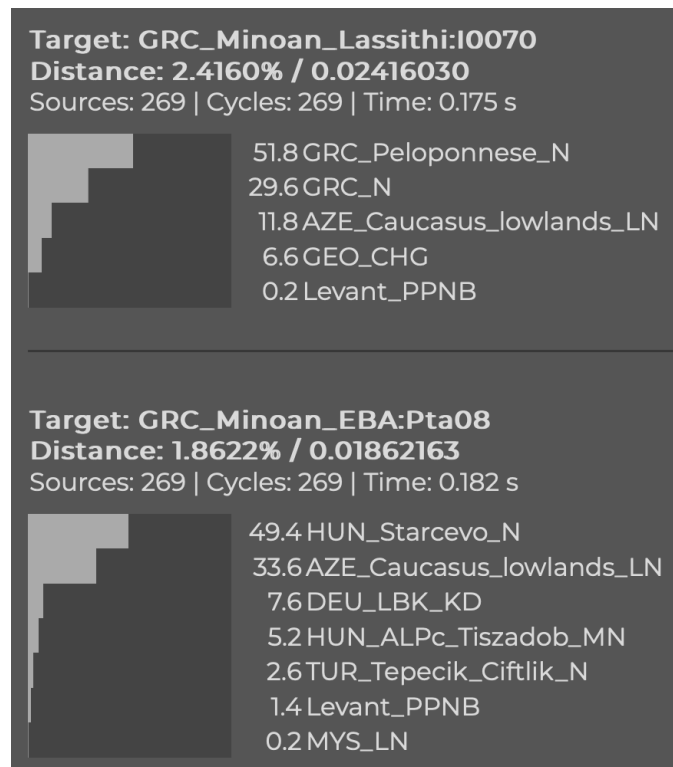 Target: GRC_Minoan_Lassithi:I0070
Distance: 2.4160% / 0.02416030
Sources: 269 | Cycles: 269 | Time: 0.175 s
51.8 GRC_Peloponnese_N
29.6 GRC_N
11.8 AZE_Caucasus_lowlands_LN
6.6 GEO_CHG
0.2 Levant_PPNB
Target: GRC_Minoan_EBA:Pta08
Distance: 1.8622% / 0.01862163
Sources: 269 | Cycles: 269 | Time: 0.182 s
49.4 HUN_Starcevo_N
33.6 AZE_Caucasus_lowlands_LN
7.6 DEU_LBK_KD
5.2 HUN_ALPc_Tiszadob_MN
2.6 TUR_Tepecik_Ciftlik_N
1.4 Levant_PPNB
0.2 MYS_LN